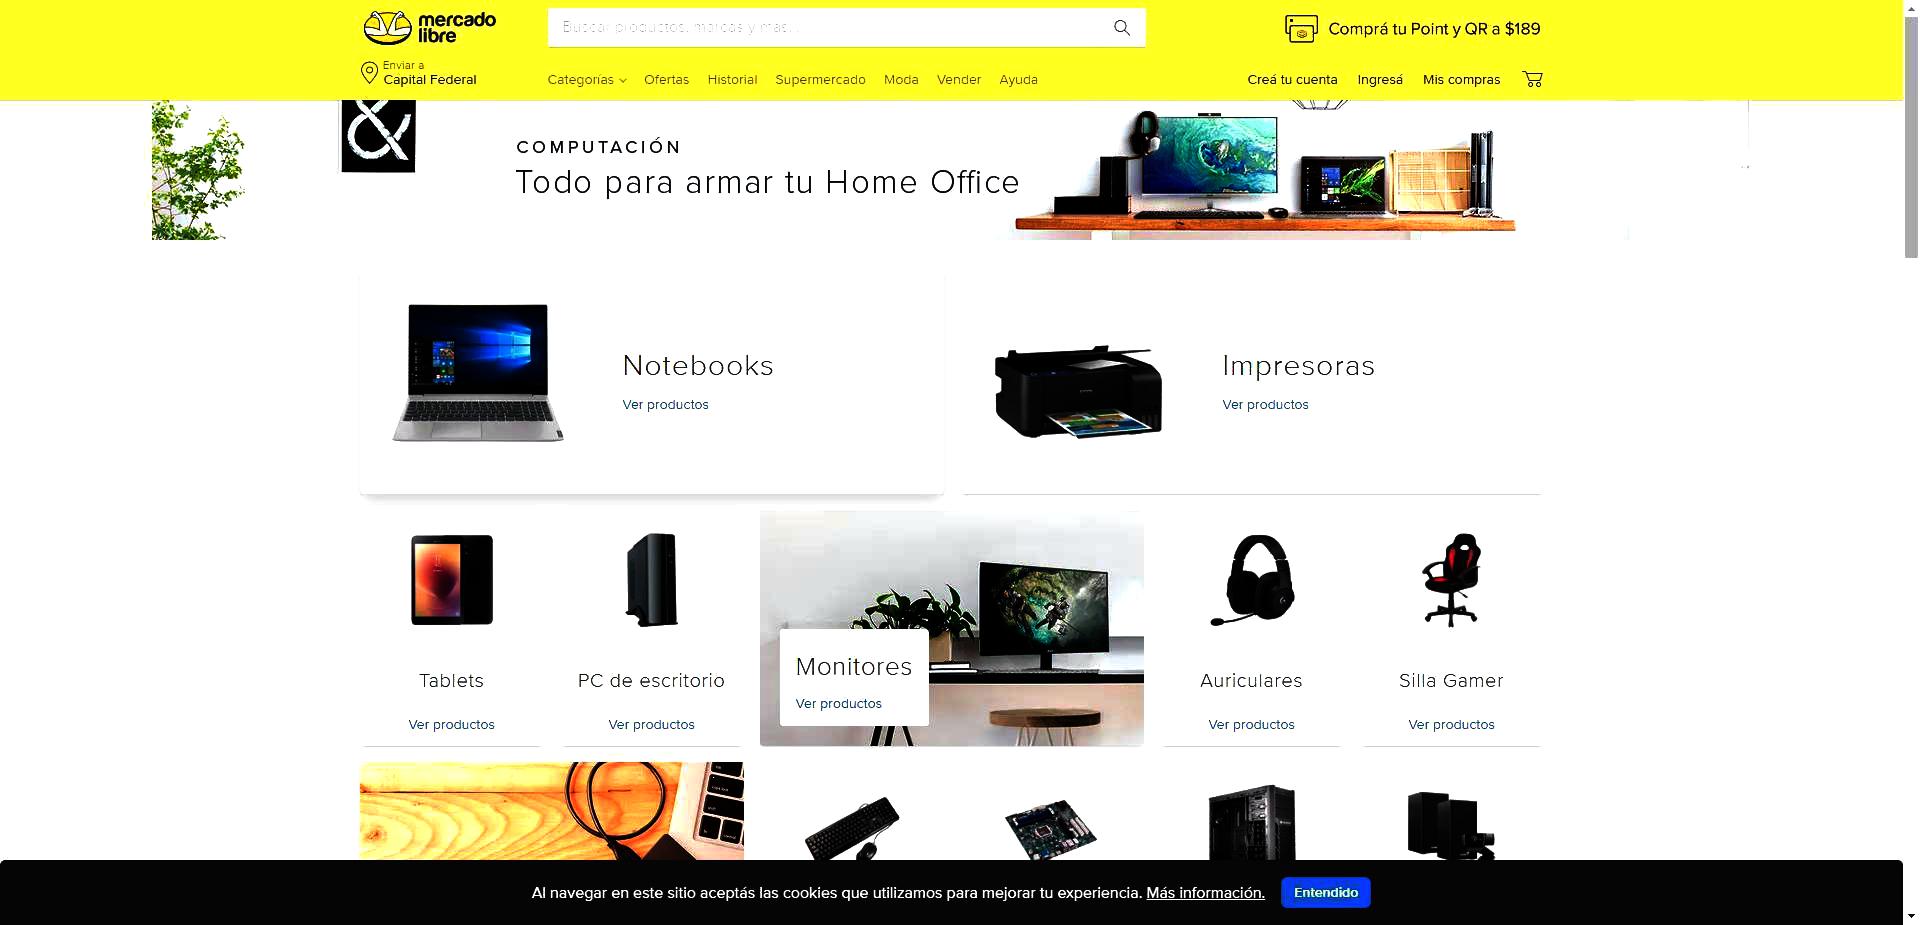 mercado
libre
Buscar productos, marcas y más...
Comprá tu Point y QR a $189
Enviar a
Capital Federal
Categorías Ofertas Historial Supermercado Moda Vender Ayuda
Creá tu cuenta Ingresá Mis compras
&
COMPUTACIÓN
Todo para armar tu Home Office
Notebooks
Ver productos
Impresoras
Ver productos
Tablets
Ver productos
PC de escritorio
Ver productos
Monitores
Ver productos
Auriculares
Ver productos
Silla Gamer
Ver productos
Al navegar en este sitio aceptás las cookies que utilizamos para mejorar tu experiencia. Más información. Entendido